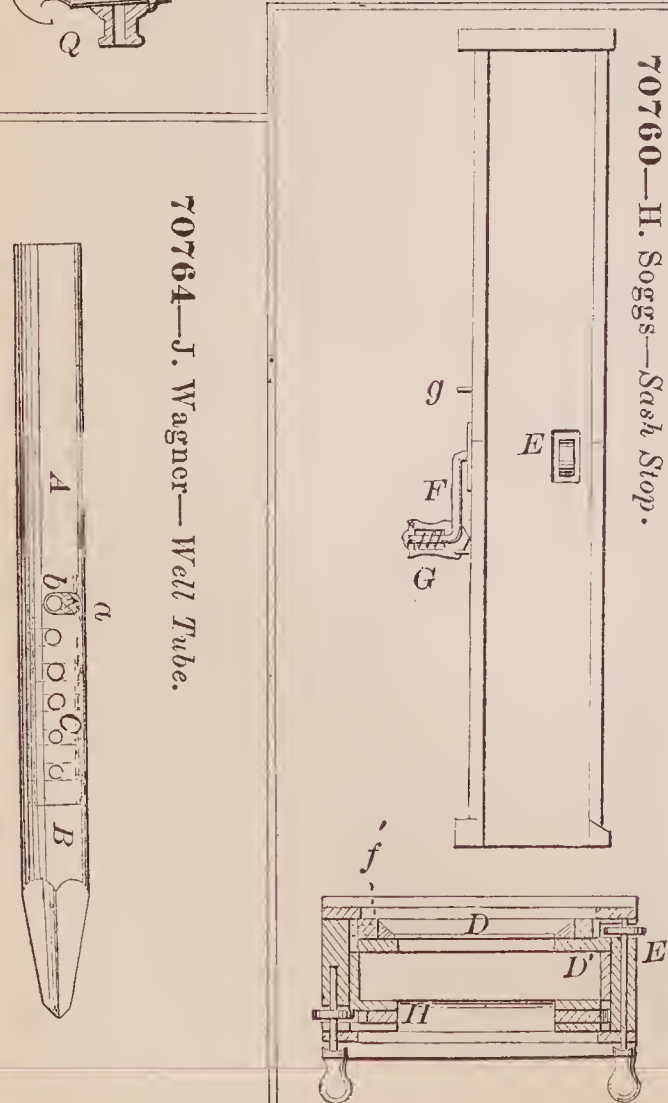 Q
70760—H. Soggs—Sash Stop.
g
E
F
G
f'
D
E
D'
H
70764—J. Wagner—Well Tube.
A
a
b
C
B